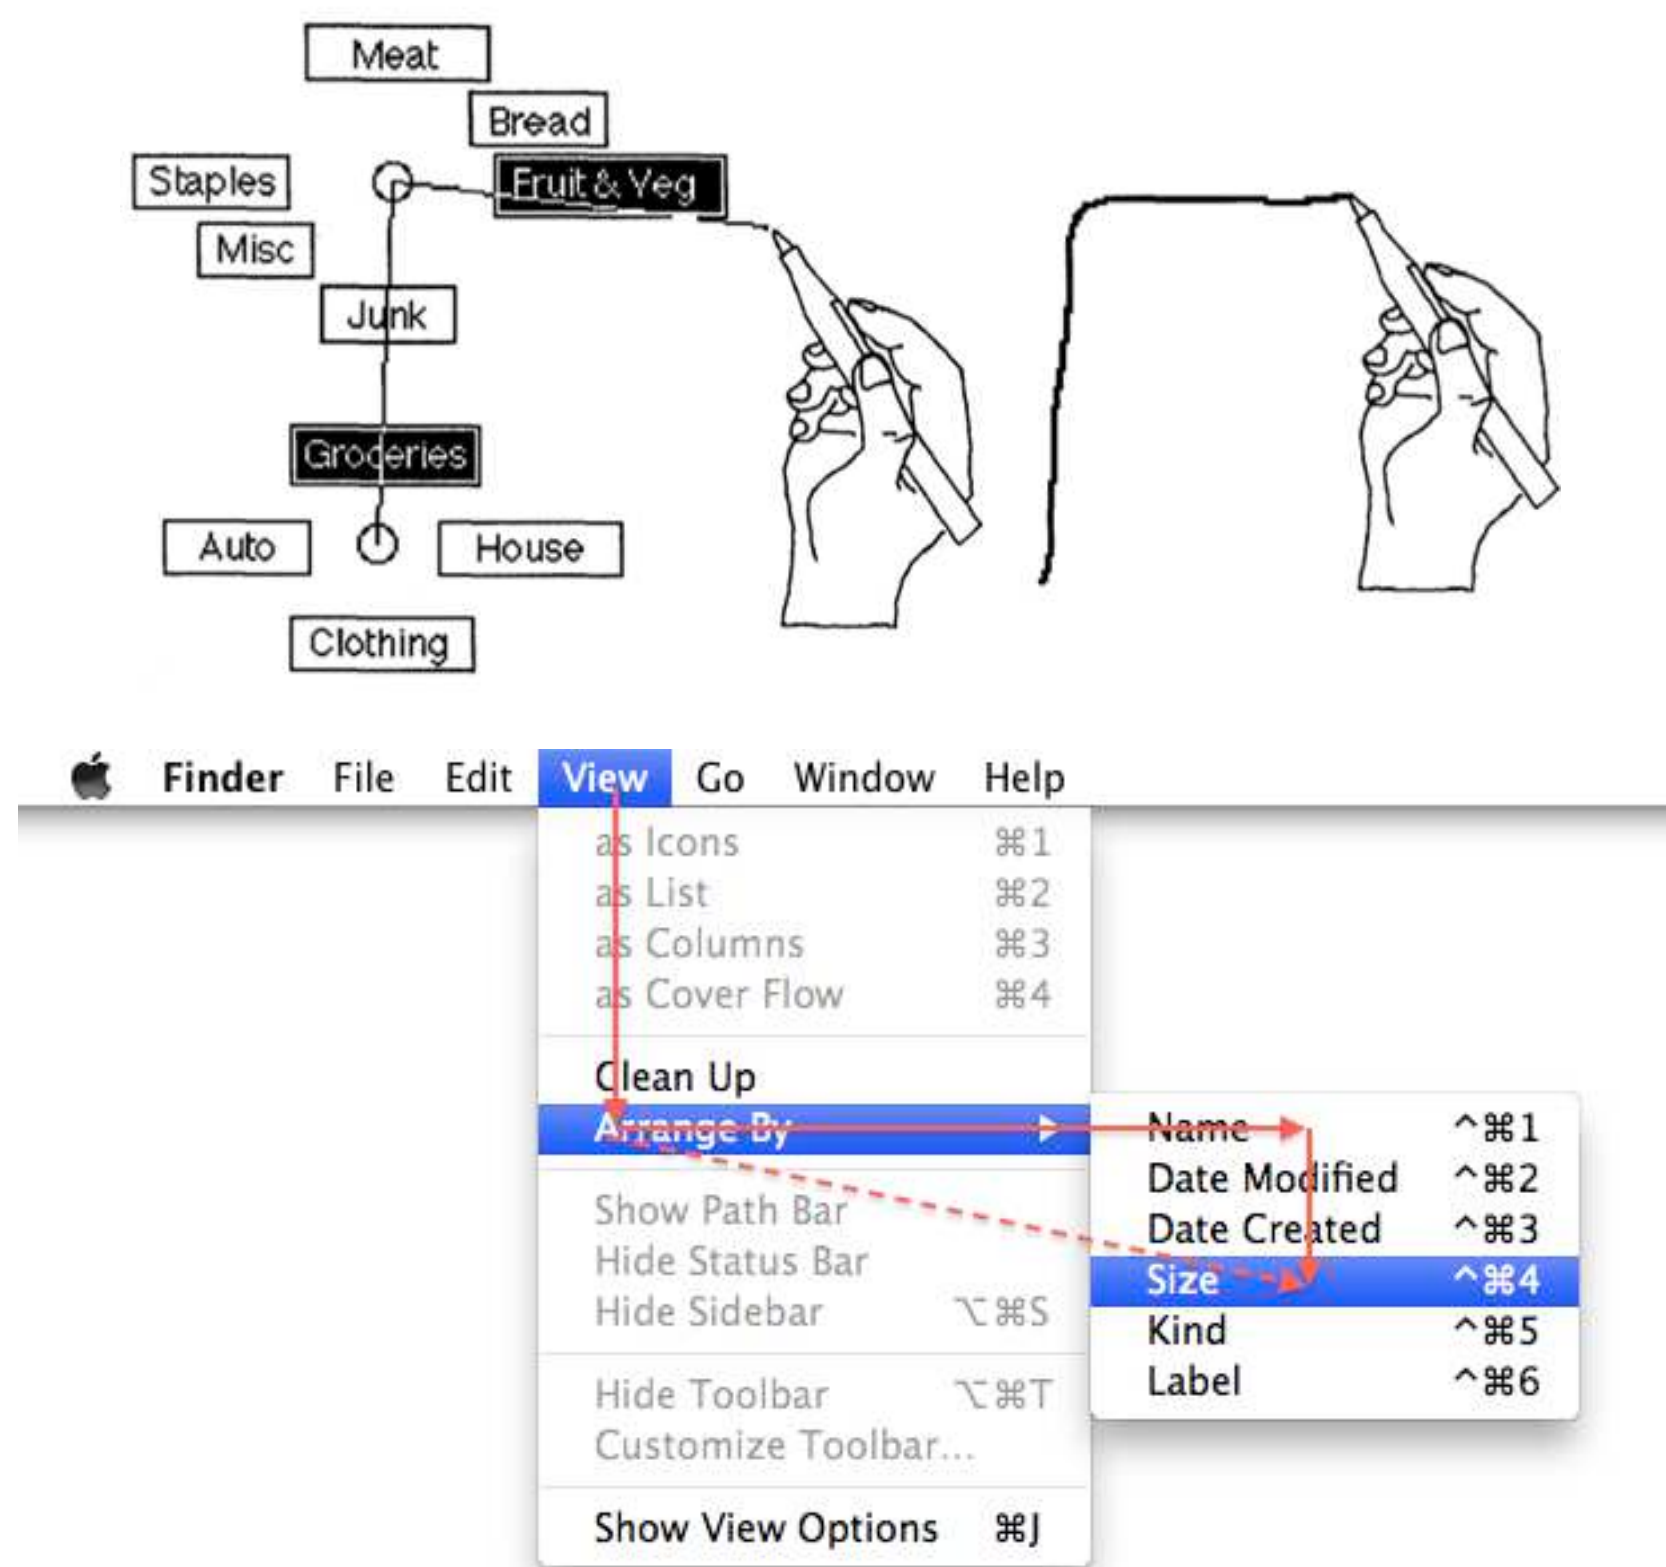 Meat
Bread
Staples
Fruit & Veg
Misc
Junk
Groceries
Auto
House
Clothing
Finder File Edit View Go Window Help
as Icons ⌘1
as List ⌘2
as Columns ⌘3
as Cover Flow ⌘4
Clean Up
Arrange By ▶
Name ^⌘1
Date Modified ^⌘2
Date Created ^⌘3
Size ^⌘4
Kind ^⌘5
Label ^⌘6
Show Path Bar
Hide Status Bar
Hide Sidebar ⌥⌘S
Hide Toolbar ⌥⌘T
Customize Toolbar...
Show View Options ⌘J